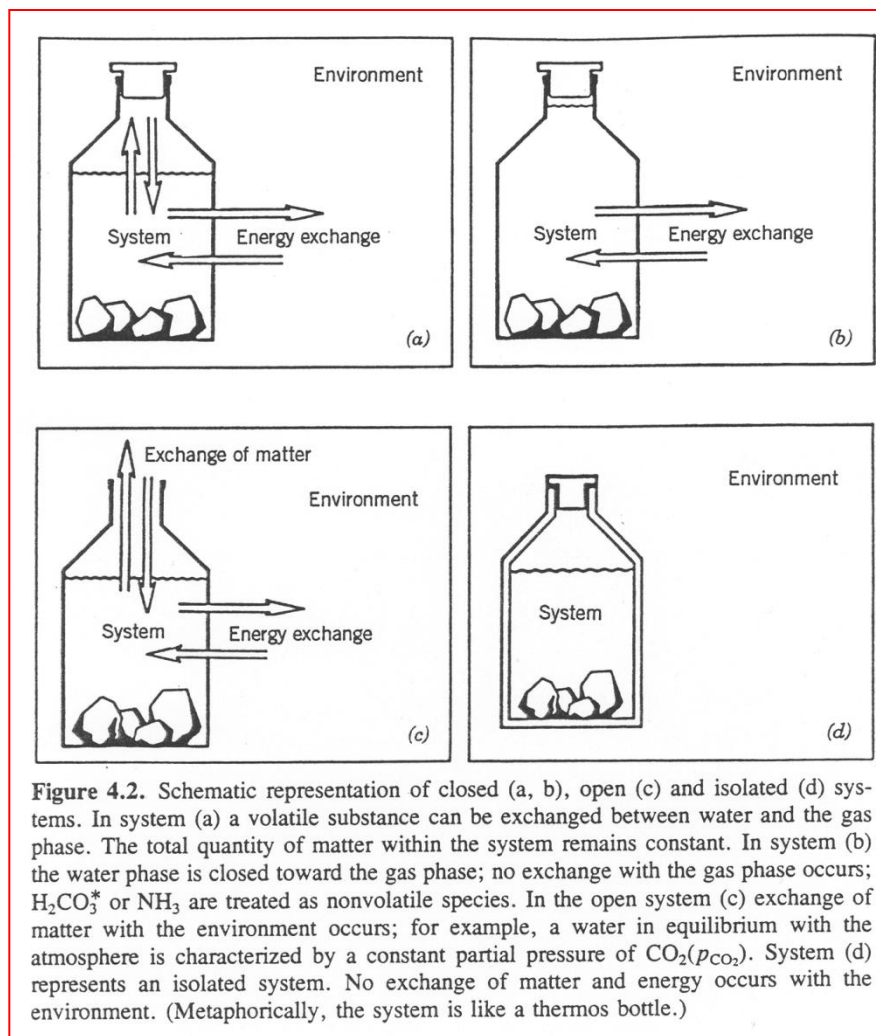 Environment
System
Energy exchange
(a)
Environment
System
Energy exchange
(b)
Exchange of matter
Environment
System
Energy exchange
(c)
Environment
System
(d)
Figure 4.2. Schematic representation of closed (a, b), open (c) and isolated (d) sys-
tems. In system (a) a volatile substance can be exchanged between water and the gas
phase. The total quantity of matter within the system remains constant. In system (b)
the water phase is closed toward the gas phase; no exchange with the gas phase occurs;
H₂CO₃* or NH₃ are treated as nonvolatile species. In the open system (c) exchange of
matter with the environment occurs; for example, a water in equilibrium with the
atmosphere is characterized by a constant partial pressure of CO₂(p_CO₂). System (d)
represents an isolated system. No exchange of matter and energy occurs with the
environment. (Metaphorically, the system is like a thermos bottle.)